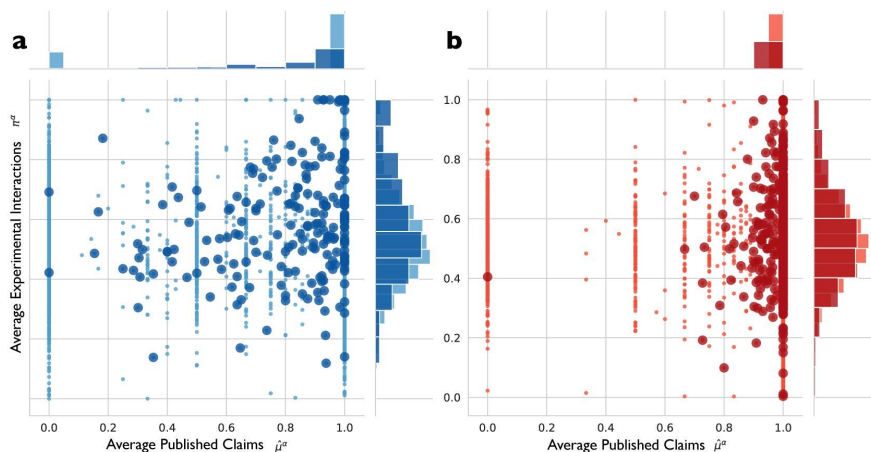 a
b
Average Experimental Interactions π^α
1.0
0.8
0.6
0.4
0.2
0.0
0.0 0.2 0.4 0.6 0.8 1.0
0.0 0.2 0.4 0.6 0.8 1.0
Average Published Claims μ̂^α
Average Published Claims μ̂^α